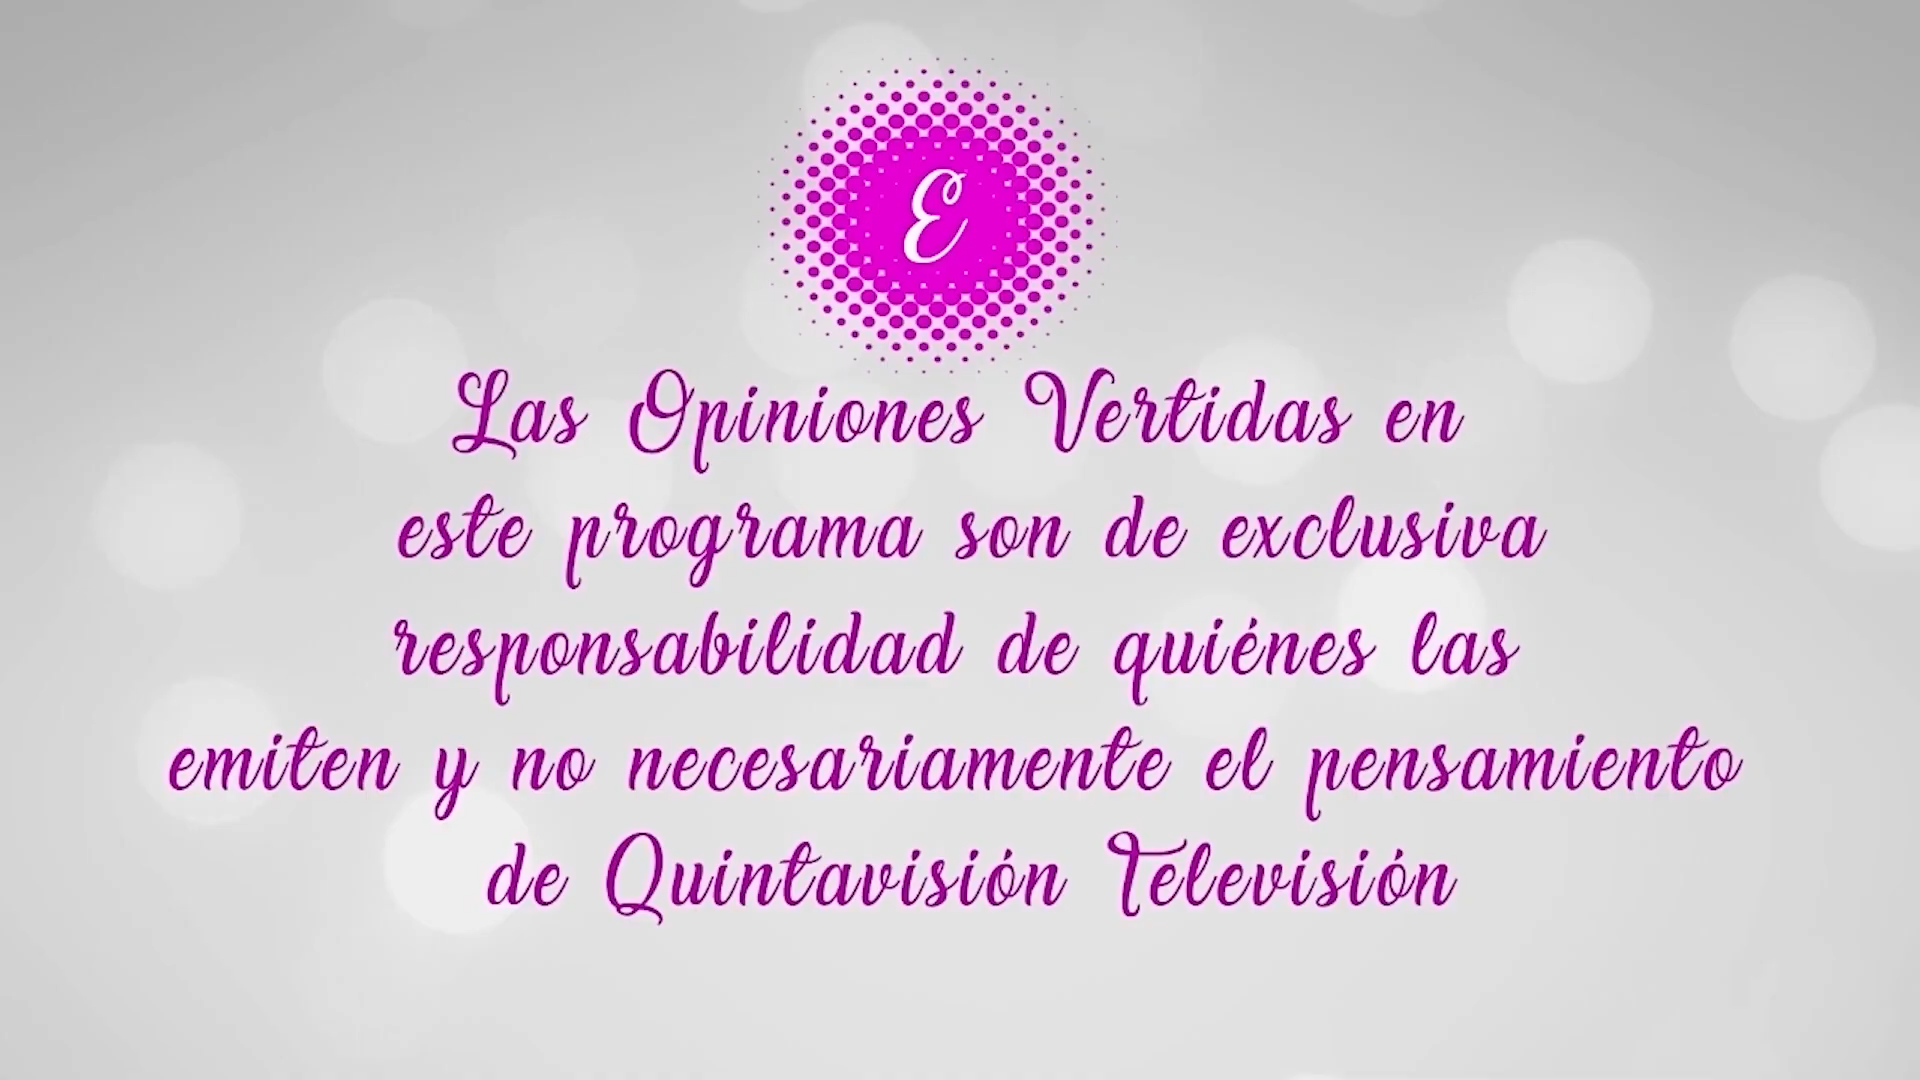 E
Las Opiniones Vertidas en
este programa son de exclusiva
responsabilidad de quiénes las
emiten y no necesariamente el pensamiento
de Quintavisión Televisión